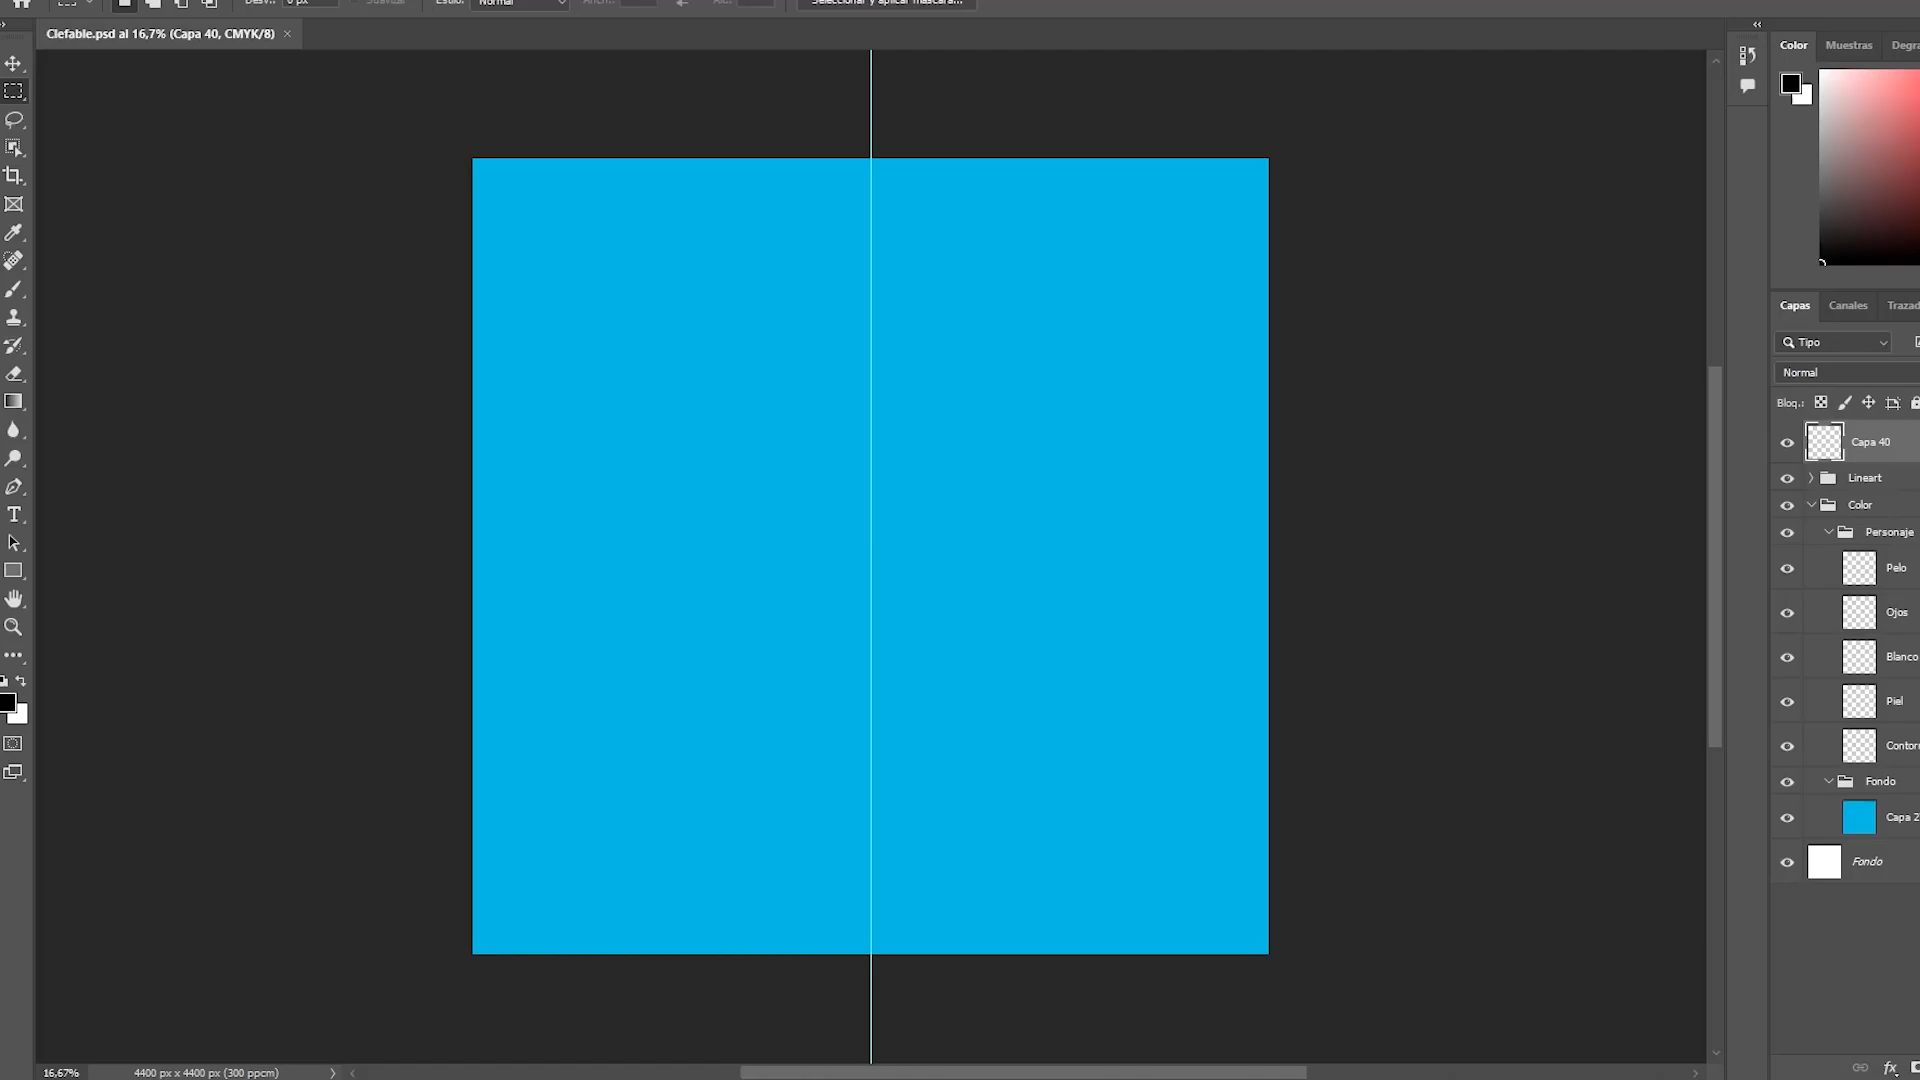 Desv.: 0 px Suavizar Estilo: Normal Anch.: Alt.: Seleccionar y aplicar máscara...
Clefable.psd al 16,7% (Capa 40, CMYK/8) ×
Color Muestras Degra
Capas Canales Trazad
Tipo
Normal
Bloq.:
Capa 40
Lineart
Color
Personaje
Pelo
Ojos
Blanco
Piel
Contorn
Fondo
Capa 2
Fondo
fx
16,67% 4400 px x 4400 px (300 ppcm)